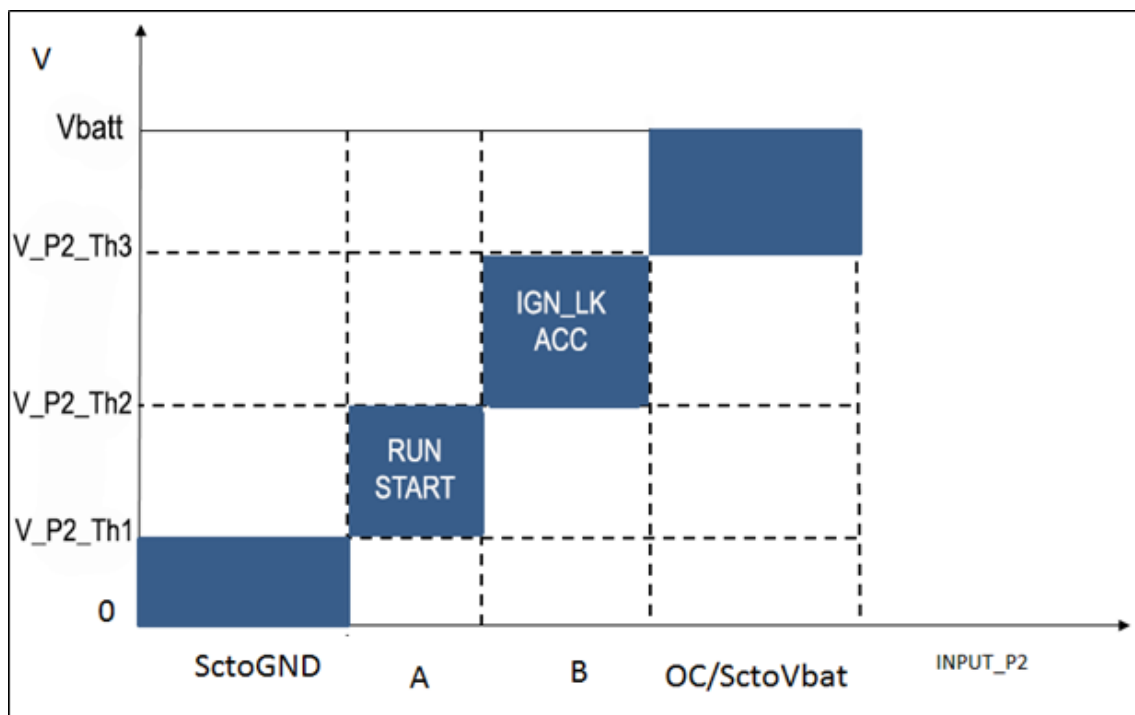 V
Vbatt
V_P2_Th3
IGN_LK
ACC
V_P2_Th2
RUN
START
V_P2_Th1
0
SctoGND
A
B
OC/SctoVbat
INPUT_P2